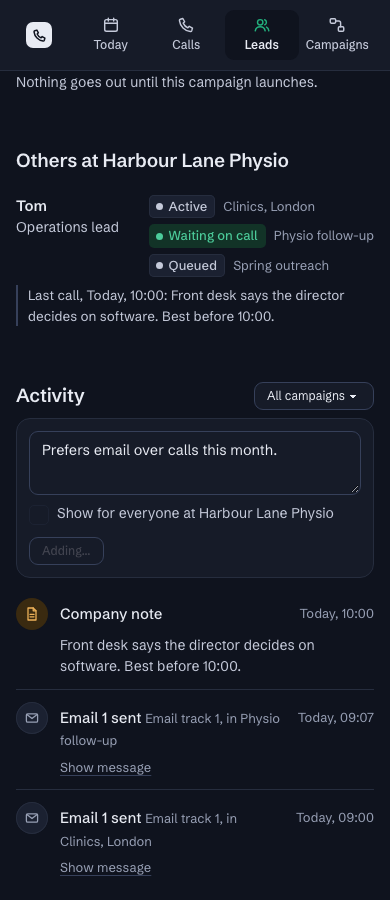 Today
Calls
Leads
Campaigns
Nothing goes out until this campaign launches.
Others at Harbour Lane Physio
Tom
Operations lead
Active Clinics, London
Waiting on call Physio follow-up
Queued Spring outreach
Last call, Today, 10:00: Front desk says the director
decides on software. Best before 10:00.
Activity
All campaigns
Prefers email over calls this month.
Show for everyone at Harbour Lane Physio
Adding...
Company note Today, 10:00
Front desk says the director decides on
software. Best before 10:00.
Email 1 sent Email track 1, in Physio Today, 09:07
follow-up
Show message
Email 1 sent Email track 1, in Today, 09:00
Clinics, London
Show message